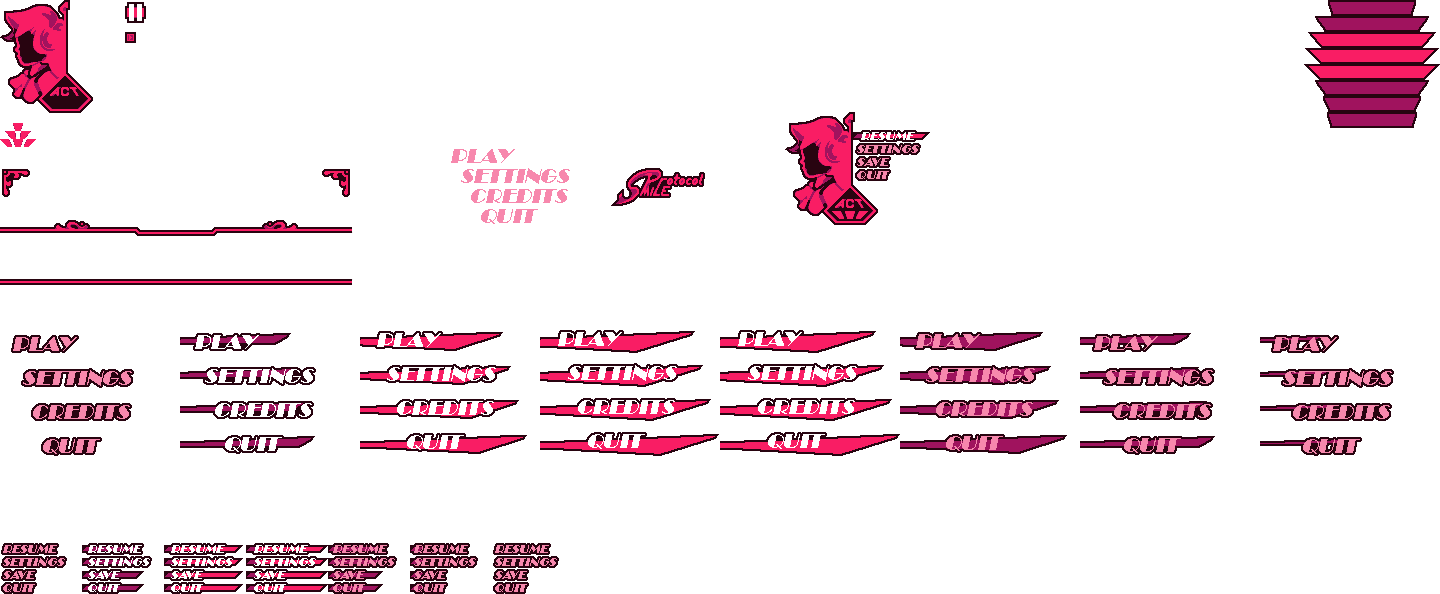 ACT
PLAY
SETTINGS
CREDITS
QUIT
SMILE Protocol
RESUME
SETTINGS
SAVE
QUIT
ACT
PLAY PLAY PLAY PLAY PLAY PLAY PLAY PLAY
SETTINGS SETTINGS SETTINGS SETTINGS SETTINGS SETTINGS SETTINGS SETTINGS
CREDITS CREDITS CREDITS CREDITS CREDITS CREDITS CREDITS CREDITS
QUIT QUIT QUIT QUIT QUIT QUIT QUIT QUIT
RESUME RESUME RESUME RESUME RESUME RESUME RESUME
SETTINGS SETTINGS SETTINGS SETTINGS SETTINGS SETTINGS SETTINGS
SAVE SAVE SAVE SAVE SAVE SAVE SAVE
QUIT QUIT QUIT QUIT QUIT QUIT QUIT